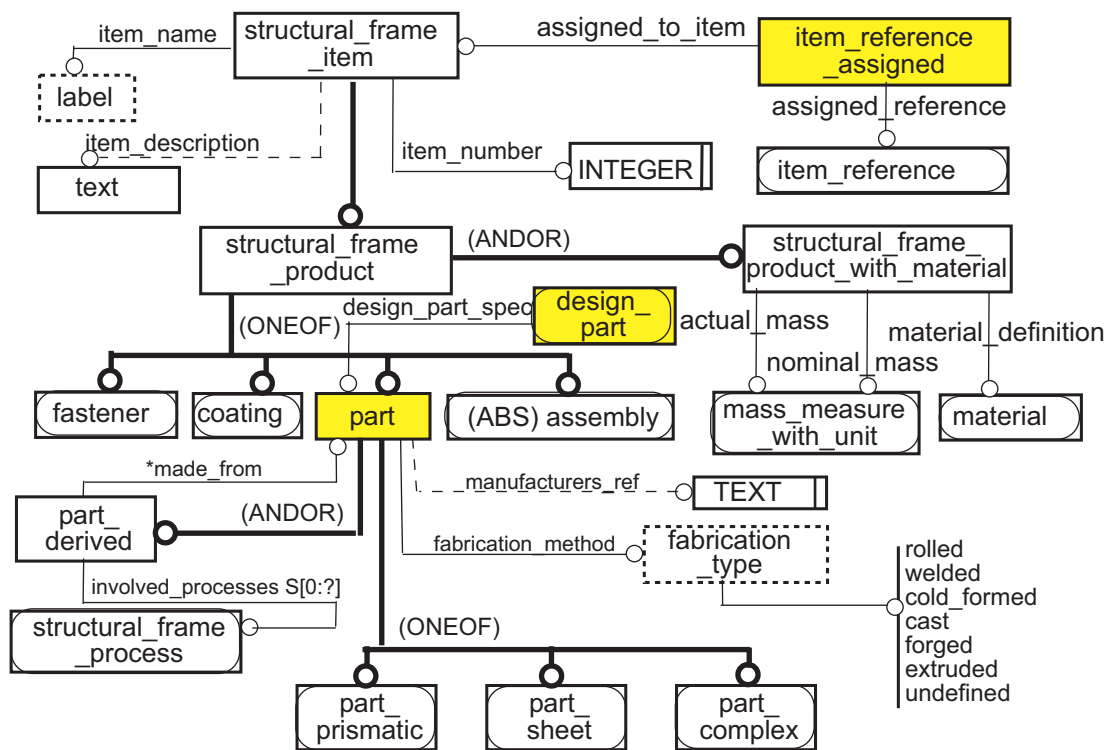 item_name
structural_frame
_item
assigned_to_item
item_reference
_assigned
label
assigned_reference
item_description
item_number
text
INTEGER
item_reference
structural_frame
_product
(ANDOR)
structural_frame_
product_with_material
design_part_spec
design_
part
(ONEOF)
actual_mass
material_definition
nominal_mass
fastener
coating
part
(ABS) assembly
mass_measure
_with_unit
material
*made_from
manufacturers_ref
TEXT
part_
derived
(ANDOR)
fabrication_method
fabrication
_type
rolled
welded
cold_formed
cast
forged
extruded
undefined
involved_processes S[0:?]
structural_frame
_process
(ONEOF)
part_
prismatic
part_
sheet
part_
complex